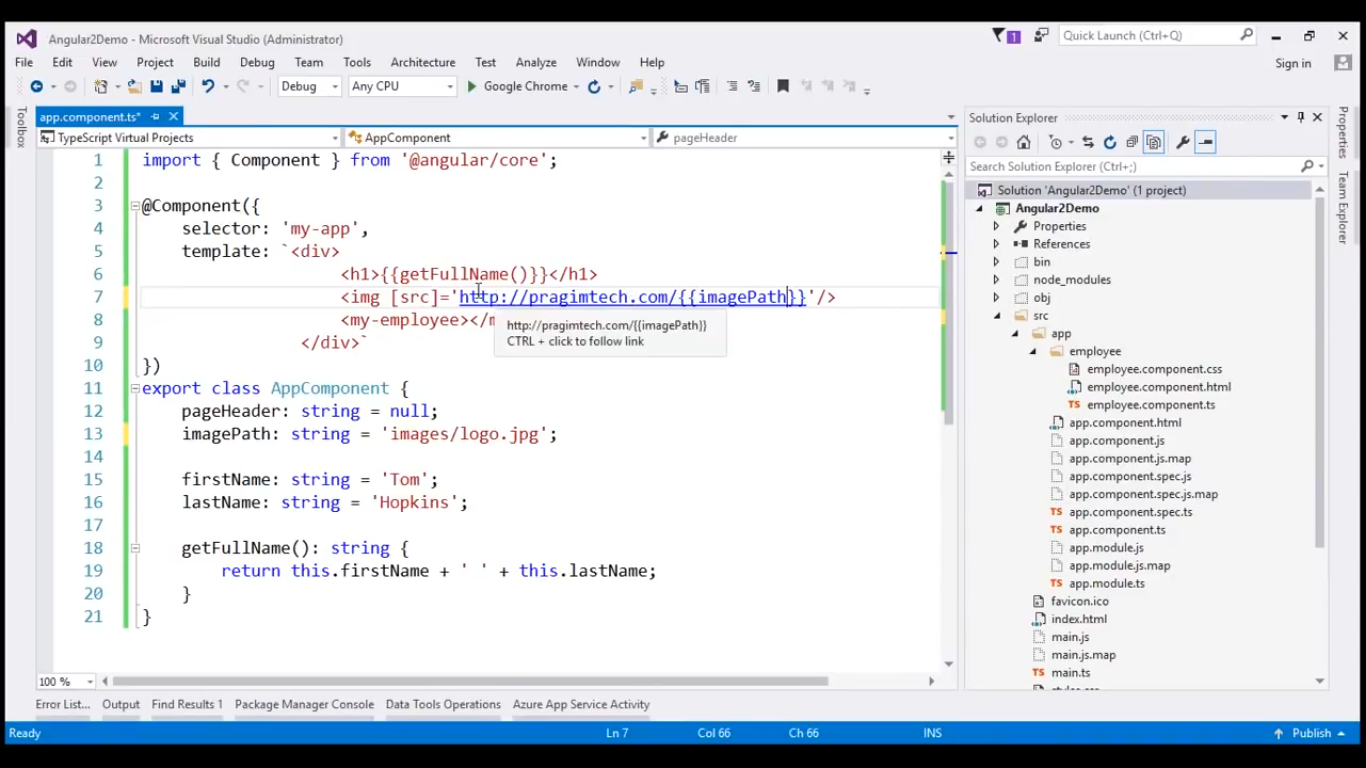 Angular2Demo - Microsoft Visual Studio (Administrator)
1
Quick Launch (Ctrl+Q)
File Edit View Project Build Debug Team Tools Architecture Test Analyze Window Help
Sign in
Debug Any CPU Google Chrome
app.component.ts*
TypeScript Virtual Projects AppComponent pageHeader
Toolbox
1 import { Component } from '@angular/core';
2
3 @Component({
4 selector: 'my-app',
5 template: `<div>
6 <h1>{{getFullName()}}</h1>
7 <img [src]='http://pragimtech.com/{{imagePath}}'/>
8 <my-employee></m
http://pragimtech.com/{{imagePath}}
CTRL + click to follow link
9 </div>`
10 })
11 export class AppComponent {
12 pageHeader: string = null;
13 imagePath: string = 'images/logo.jpg';
14
15 firstName: string = 'Tom';
16 lastName: string = 'Hopkins';
17
18 getFullName(): string {
19 return this.firstName + ' ' + this.lastName;
20 }
21 }
100 %
Solution Explorer
Search Solution Explorer (Ctrl+;)
Solution 'Angular2Demo' (1 project)
Angular2Demo
Properties
References
bin
node_modules
obj
src
app
employee
employee.component.css
employee.component.html
TS employee.component.ts
app.component.html
app.component.js
app.component.js.map
app.component.spec.js
app.component.spec.js.map
TS app.component.spec.ts
TS app.component.ts
app.module.js
app.module.js.map
TS app.module.ts
favicon.ico
index.html
main.js
main.js.map
TS main.ts
Properties
Team Explorer
Error List... Output Find Results 1 Package Manager Console Data Tools Operations Azure App Service Activity
Ready Ln 7 Col 66 Ch 66 INS Publish